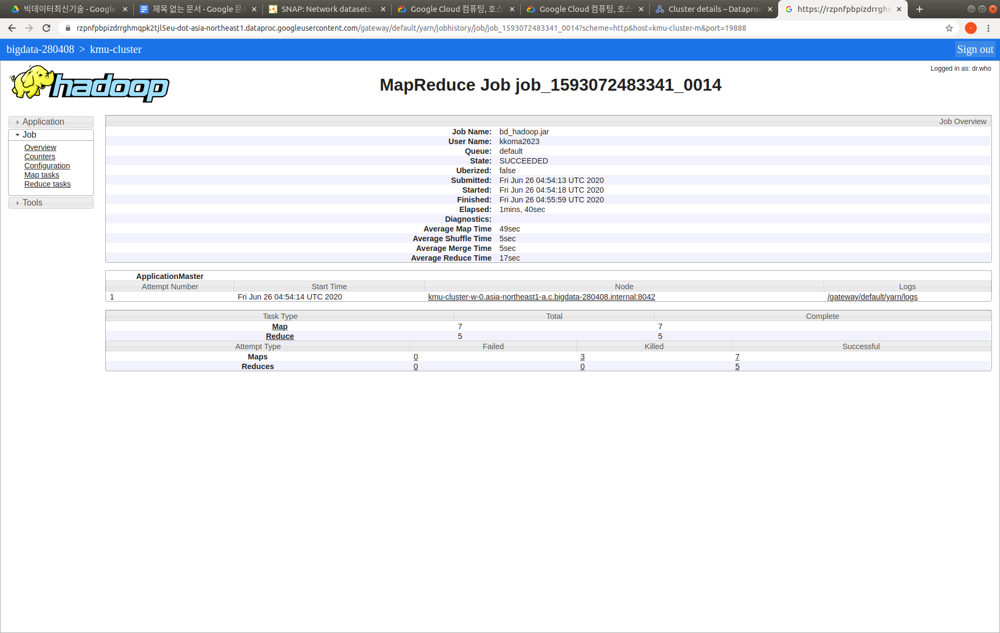 빅데이터최신기술 - Google
제목 없는 문서 - Google 문
SNAP: Network datasets:
Google Cloud 컴퓨팅, 호스
Google Cloud 컴퓨팅, 호스
Cluster details – Dataproc
https://rzpnfpbpizdrrghm
rzpnfpbpizdrrghmqpk2tjl5eu-dot-asia-northeast1.dataproc.googleusercontent.com/gateway/default/yarn/jobhistory/job/job_1593072483341_0014?scheme=http&host=kmu-cluster-m&port=19888
bigdata-280408 > kmu-cluster
Sign out
Logged in as: dr.who
hadoop
MapReduce Job job_1593072483341_0014
Application
Job
Overview
Counters
Configuration
Map tasks
Reduce tasks
Tools
Job Overview
Job Name: bd_hadoop.jar
User Name: kkoma2623
Queue: default
State: SUCCEEDED
Uberized: false
Submitted: Fri Jun 26 04:54:13 UTC 2020
Started: Fri Jun 26 04:54:18 UTC 2020
Finished: Fri Jun 26 04:55:59 UTC 2020
Elapsed: 1mins, 40sec
Diagnostics:
Average Map Time 49sec
Average Shuffle Time 5sec
Average Merge Time 5sec
Average Reduce Time 17sec
ApplicationMaster
Attempt Number Start Time Node Logs
1 Fri Jun 26 04:54:14 UTC 2020 kmu-cluster-w-0.asia-northeast1-a.c.bigdata-280408.internal:8042 /gateway/default/yarn/logs
Task Type Total Complete
Map 7 7
Reduce 5 5
Attempt Type Failed Killed Successful
Maps 0 3 7
Reduces 0 0 5